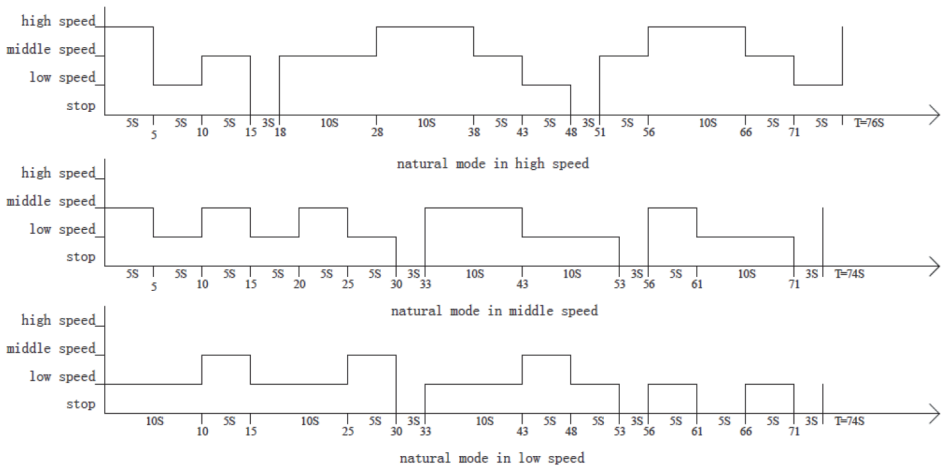 high speed
middle speed
low speed
stop
5S 5S 5S 3S 10S 10S 5S 5S 3S 5S 10S 5S 5S T=76S
5 10 15 18 28 38 43 48 51 56 66 71
natural mode in high speed
high speed
middle speed
low speed
stop
5S 5S 5S 5S 5S 5S 3S 10S 10S 3S 5S 10S 3S T=74S
5 10 15 20 25 30 33 43 53 56 61 71
natural mode in middle speed
high speed
middle speed
low speed
stop
10S 5S 10S 5S 3S 10S 5S 5S 3S 5S 5S 5S 3S T=74S
10 15 25 30 33 43 48 53 56 61 66 71
natural mode in low speed